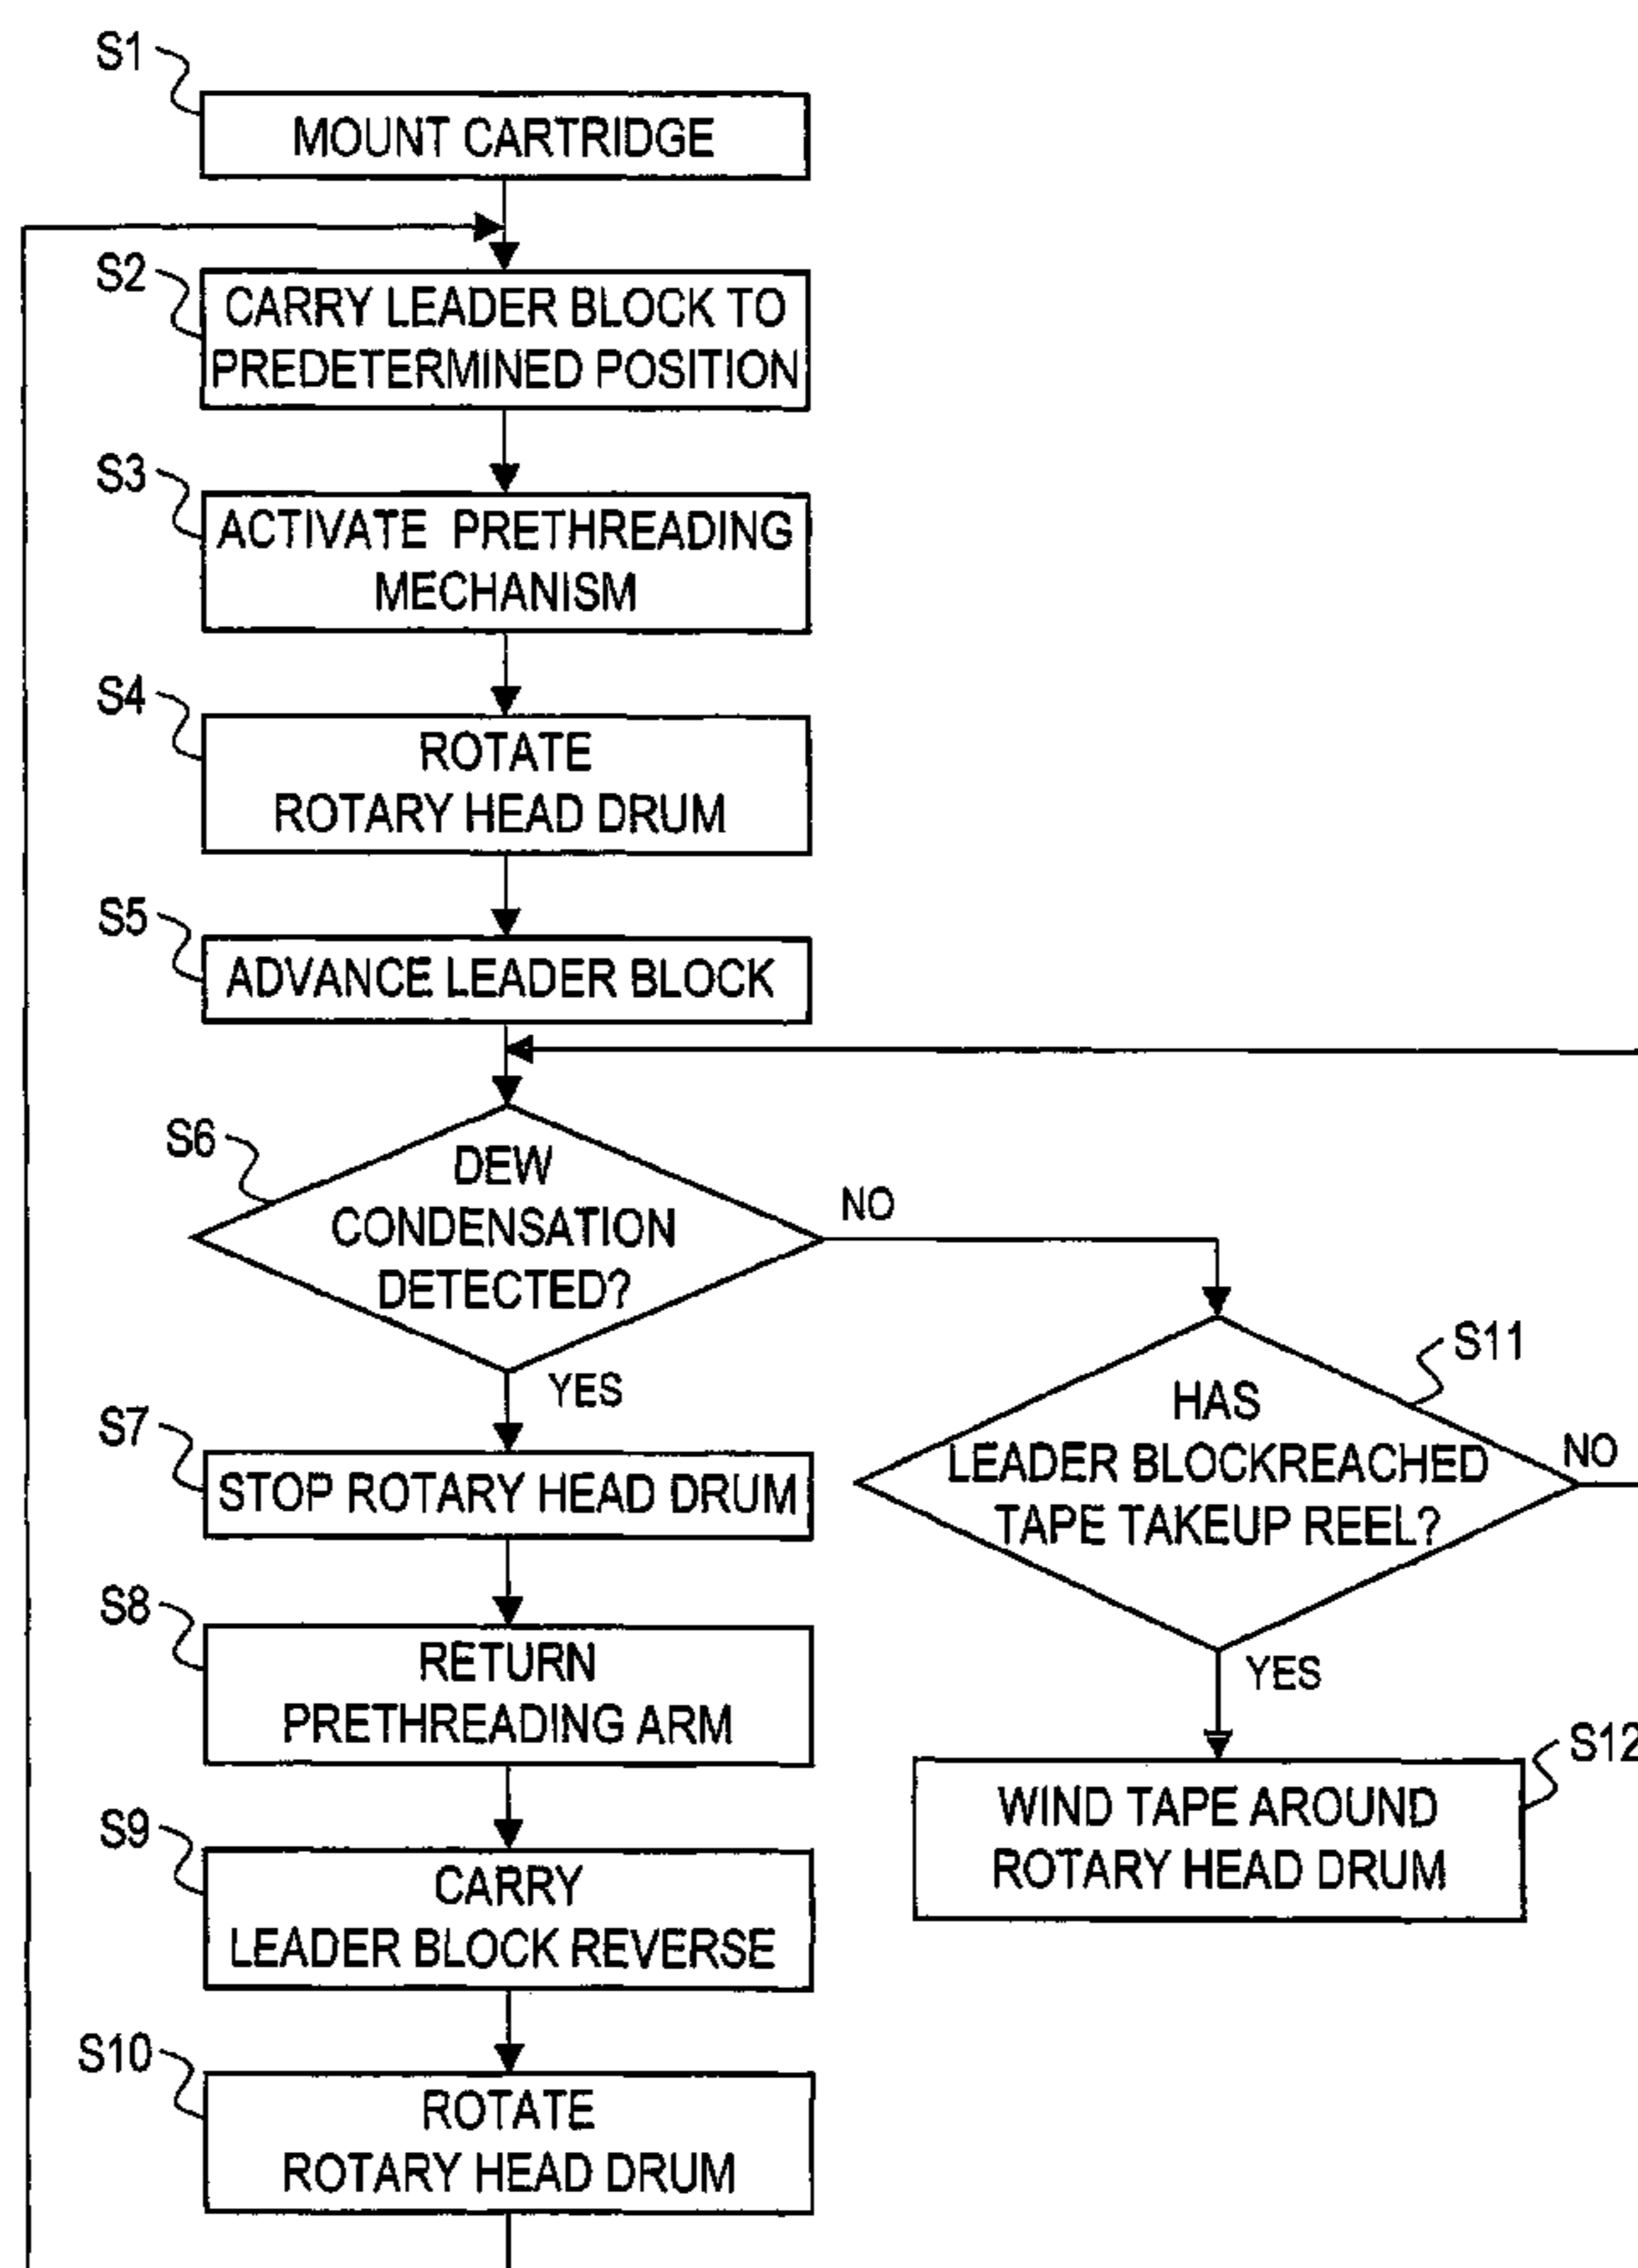 S1
MOUNT CARTRIDGE
S2
CARRY LEADER BLOCK TO
PREDETERMINED POSITION
S3
ACTIVATE PRETHREADING
MECHANISM
S4
ROTATE
ROTARY HEAD DRUM
S5
ADVANCE LEADER BLOCK
S6
DEW
CONDENSATION
DETECTED?
NO
YES
S7
STOP ROTARY HEAD DRUM
S8
RETURN
PRETHREADING ARM
S9
CARRY
LEADER BLOCK REVERSE
S10
ROTATE
ROTARY HEAD DRUM
S11
HAS
LEADER BLOCKREACHED
TAPE TAKEUP REEL?
NO
YES
S12
WIND TAPE AROUND
ROTARY HEAD DRUM